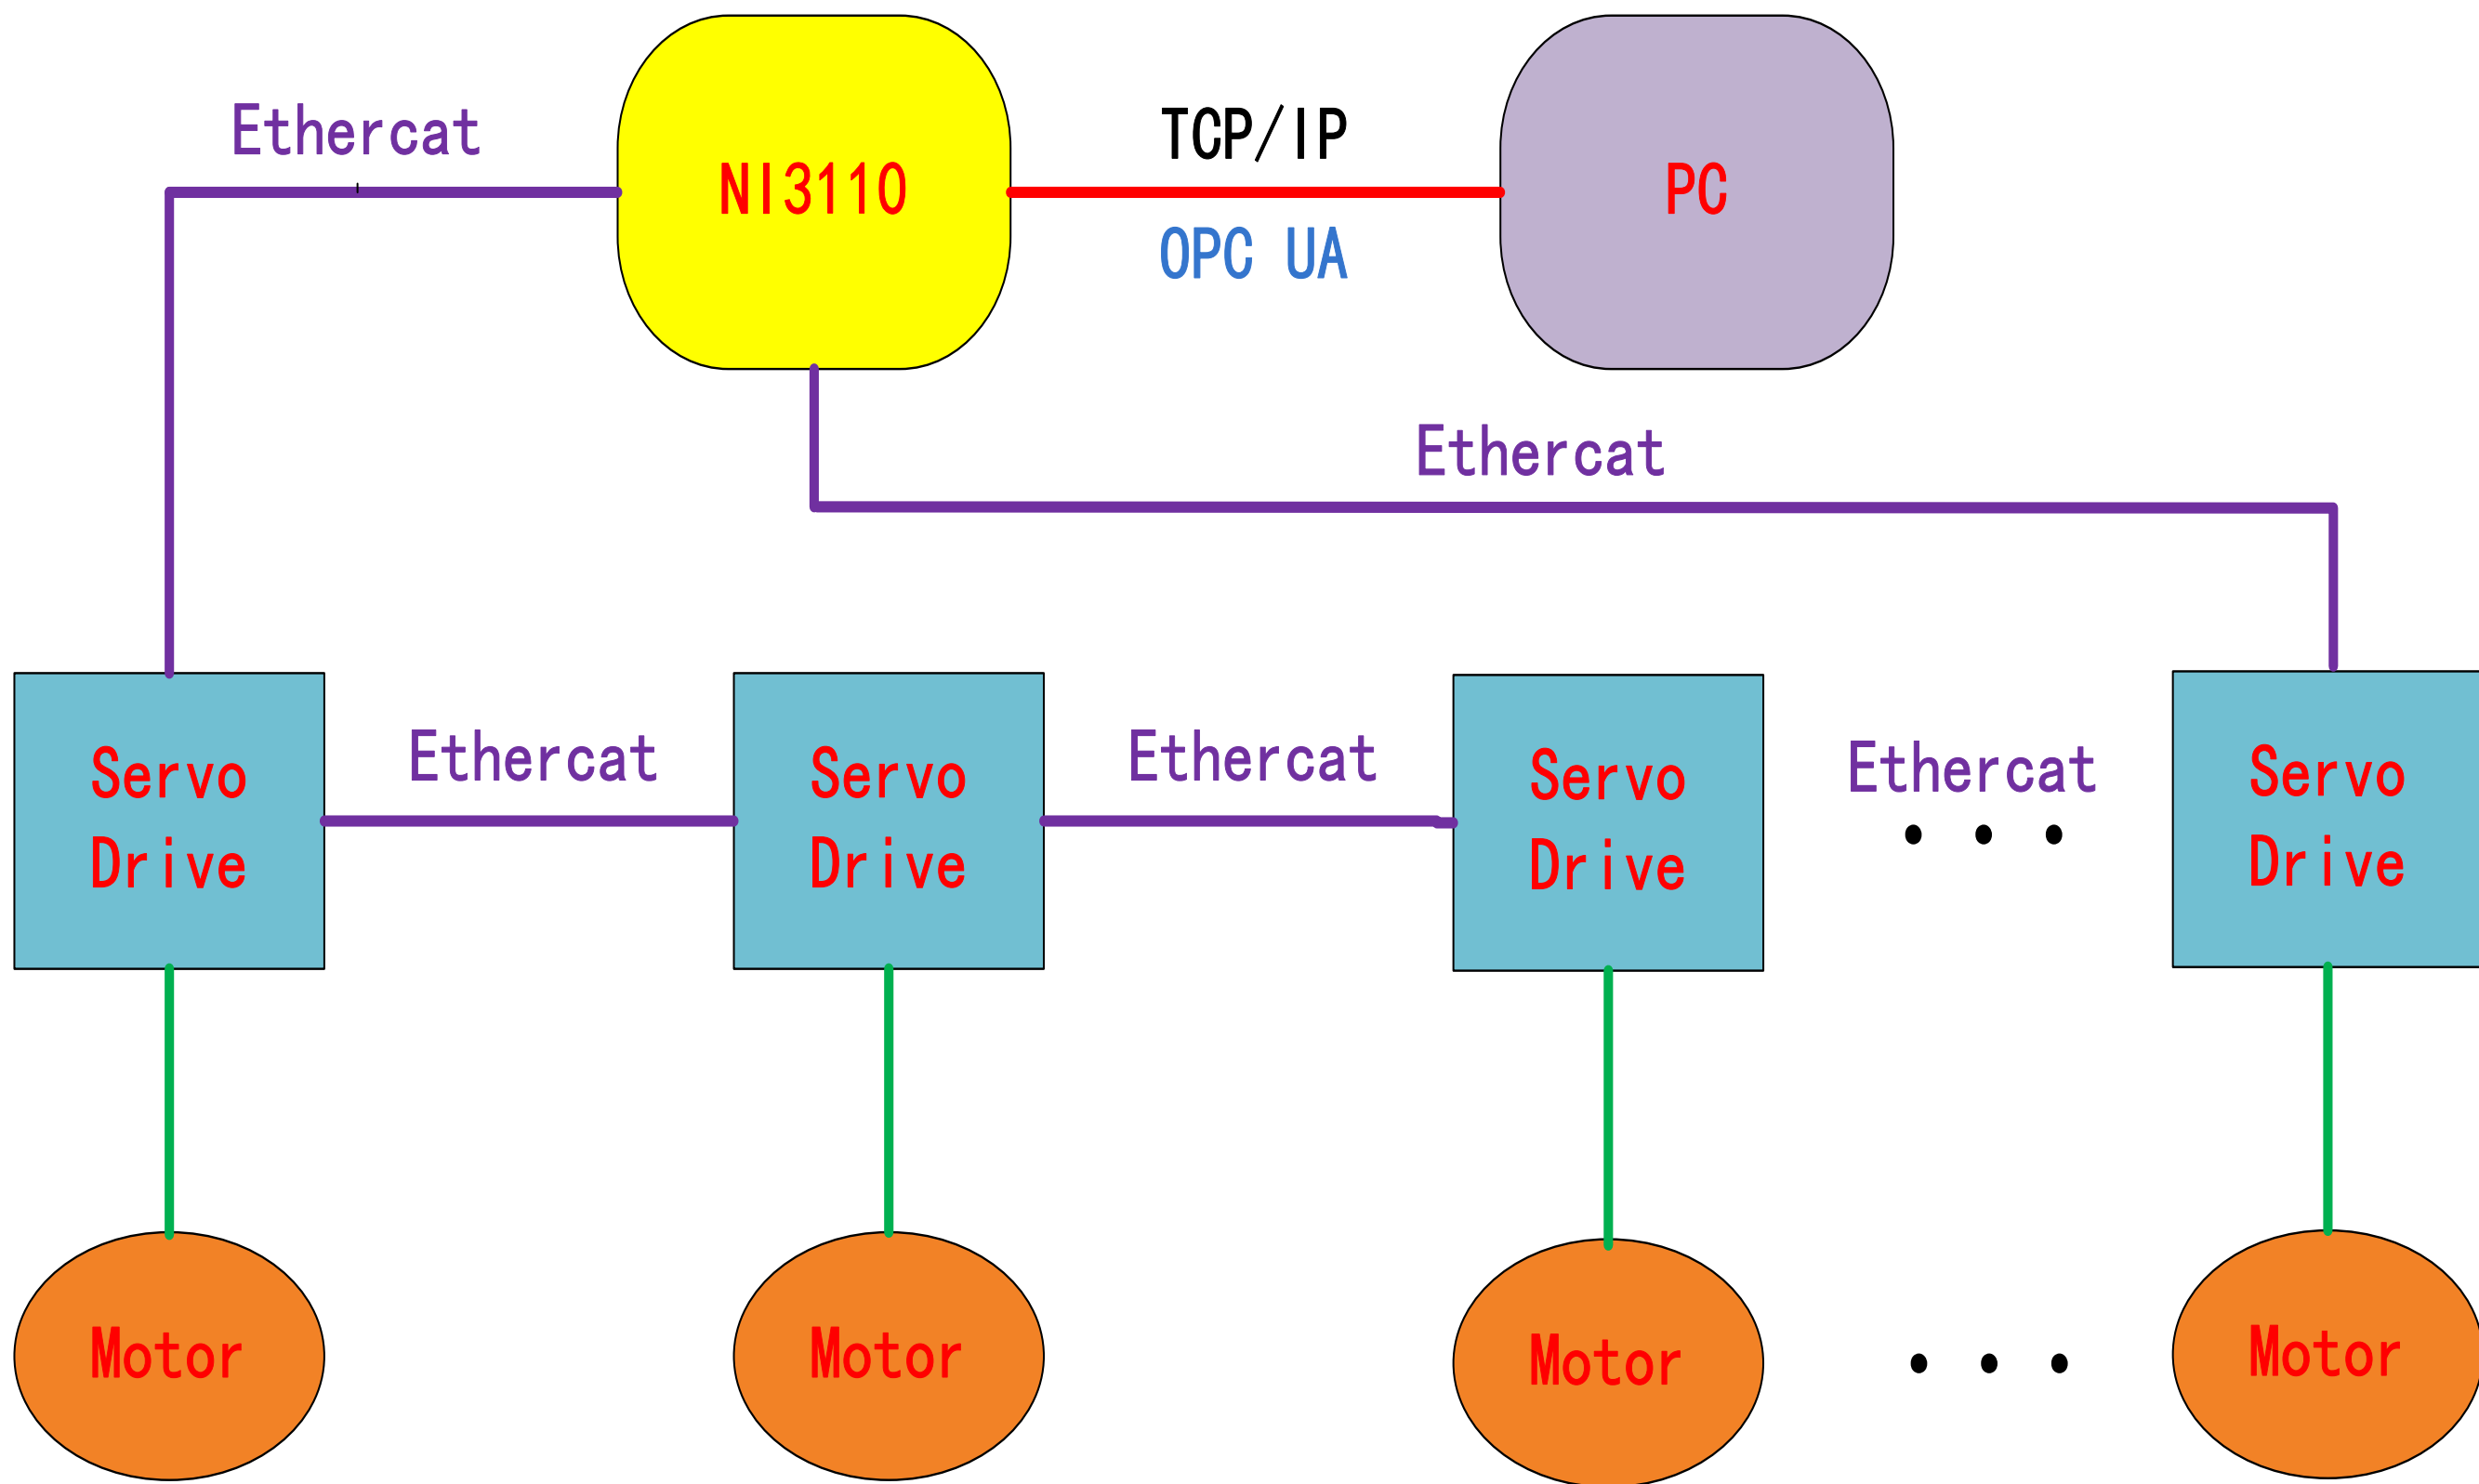 Ethercat
NI3110
TCP/IP
OPC UA
PC
Ethercat
Servo
Drive
Ethercat
Servo
Drive
Ethercat
Servo
Drive
Ethercat
• • •
Servo
Drive
Motor
Motor
Motor
• • •
Motor